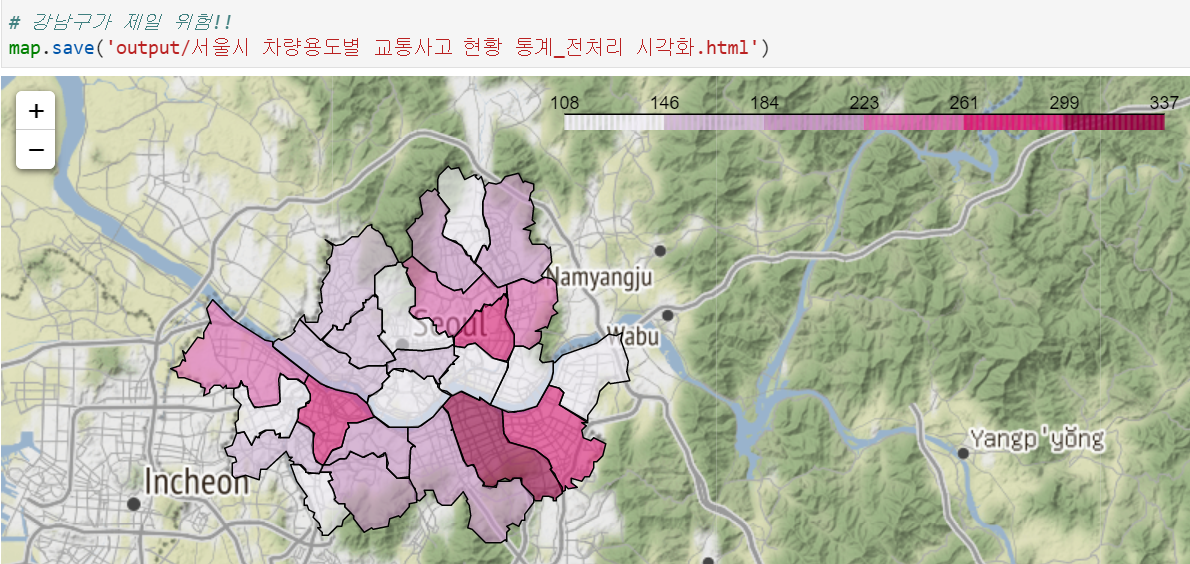 # 강남구가 제일 위험!!
map.save('output/서울시 차량용도별 교통사고 현황 통계_전처리 시각화.html')
+
−
108 146 184 223 261 299 337
Namyangju
Seoul
Wabu
Yangp'yŏng
Incheon